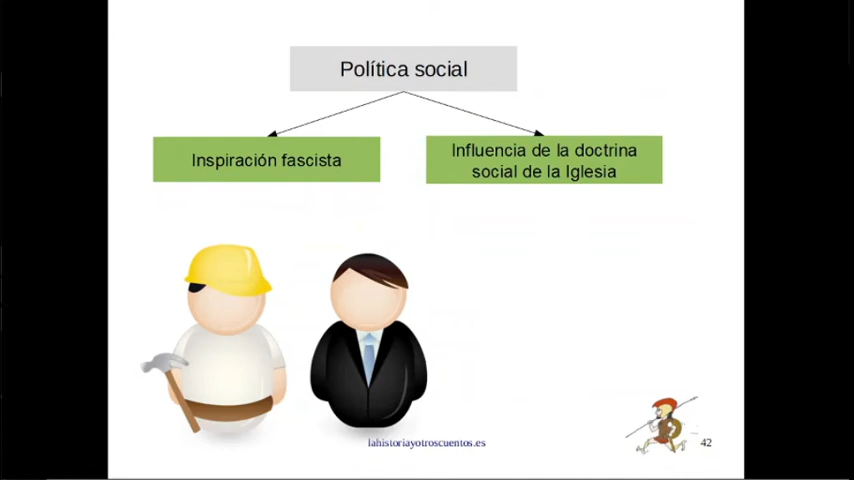 Política social
Inspiración fascista
Influencia de la doctrina
social de la Iglesia
lahistoriayotroscuentos.es
42